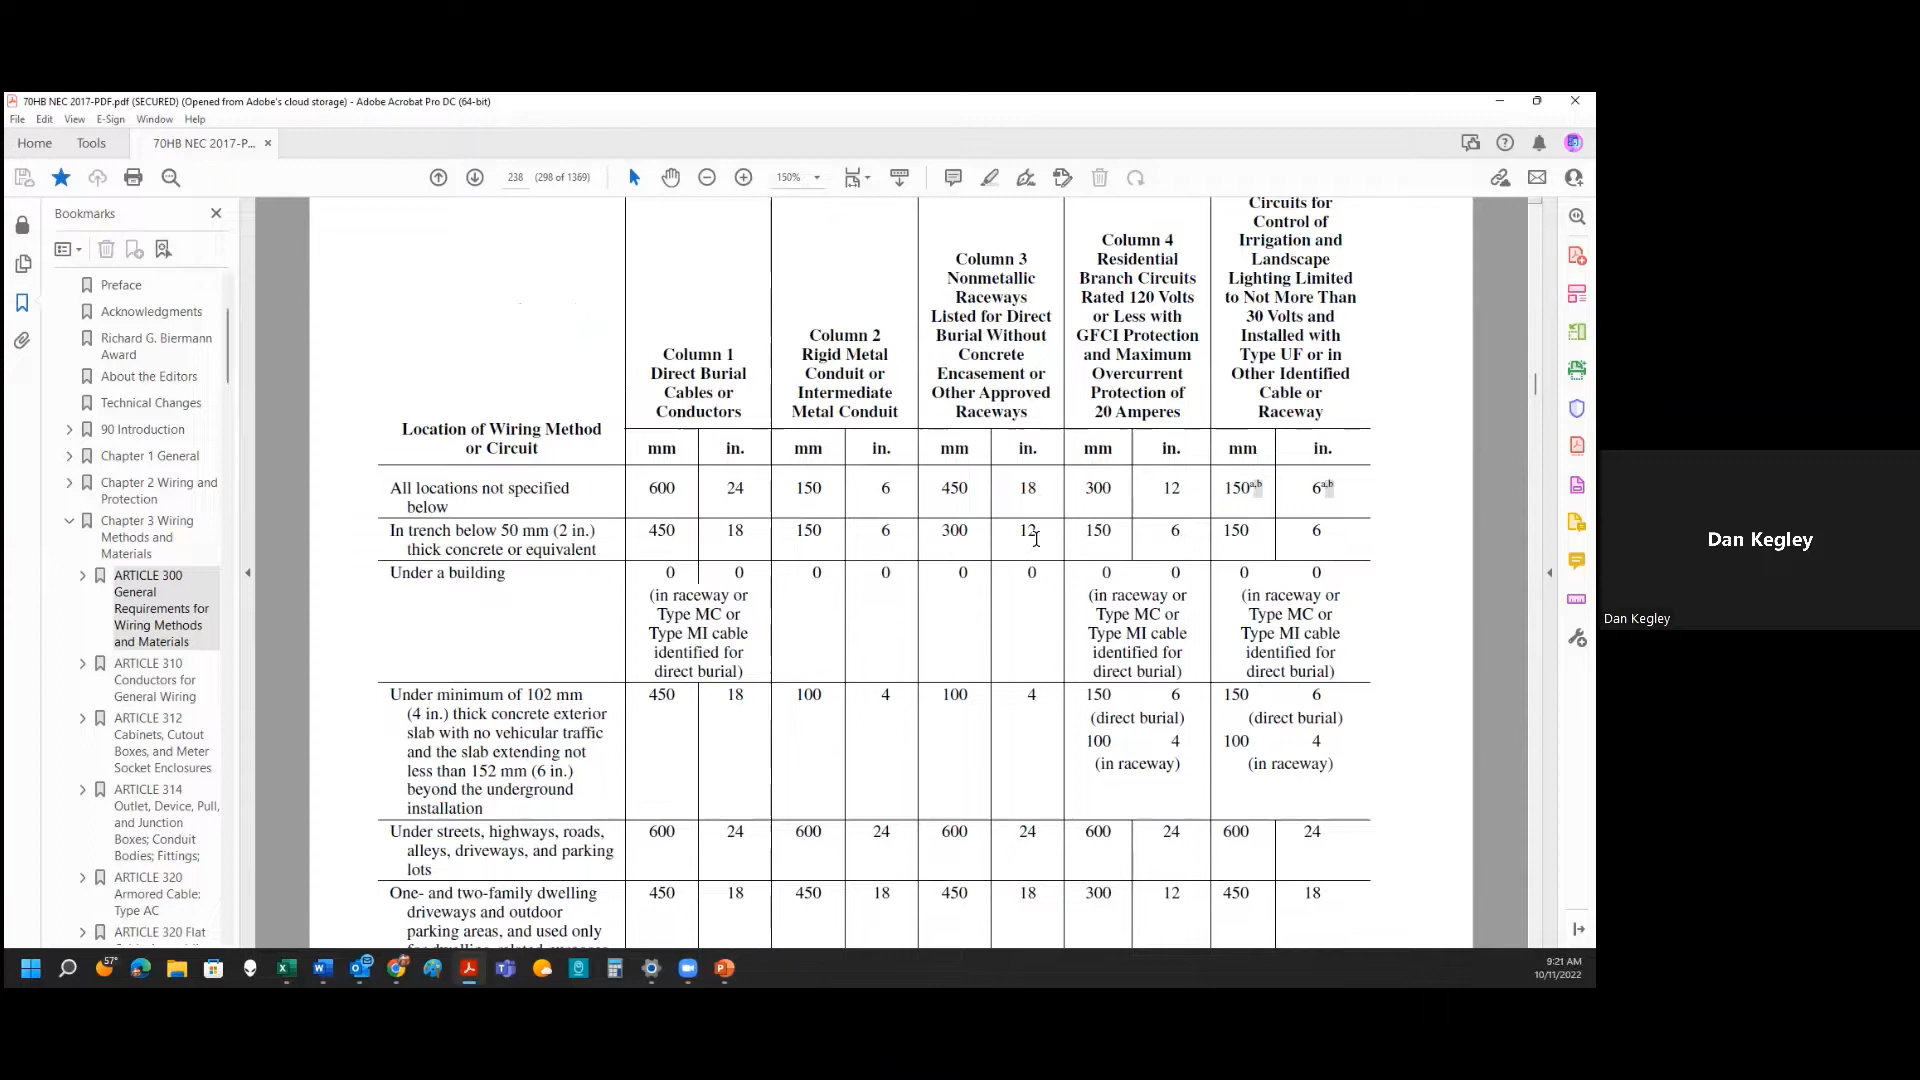 70HB NEC 2017-PDF.pdf (SECURED) (Opened from Adobe's cloud storage) - Adobe Acrobat Pro DC (64-bit)
File Edit View E-Sign Window Help
Home Tools 70HB NEC 2017-P... ×
238 (298 of 1369) 150%
Bookmarks
Preface
Acknowledgments
Richard G. Biermann
Award
About the Editors
Technical Changes
90 Introduction
Chapter 1 General
Chapter 2 Wiring and
Protection
Chapter 3 Wiring
Methods and
Materials
ARTICLE 300
General
Requirements for
Wiring Methods
and Materials
ARTICLE 310
Conductors for
General Wiring
ARTICLE 312
Cabinets, Cutout
Boxes, and Meter
Socket Enclosures
ARTICLE 314
Outlet, Device, Pull,
and Junction
Boxes; Conduit
Bodies; Fittings;
ARTICLE 320
Armored Cable:
Type AC
ARTICLE 320 Flat
Location of Wiring Method
or Circuit
Column 1
Direct Burial
Cables or
Conductors
Column 2
Rigid Metal
Conduit or
Intermediate
Metal Conduit
Column 3
Nonmetallic
Raceways
Listed for Direct
Burial Without
Concrete
Encasement or
Other Approved
Raceways
Column 4
Residential
Branch Circuits
Rated 120 Volts
or Less with
GFCI Protection
and Maximum
Overcurrent
Protection of
20 Amperes
Circuits for
Control of
Irrigation and
Landscape
Lighting Limited
to Not More Than
30 Volts and
Installed with
Type UF or in
Other Identified
Cable or
Raceway
mm in. mm in. mm in. mm in. mm in.
All locations not specified 600 24 150 6 450 18 300 12 150a,b 6a,b
below
In trench below 50 mm (2 in.) 450 18 150 6 300 12 150 6 150 6
thick concrete or equivalent
Under a building 0 0 0 0 0 0 0 0 0 0
(in raceway or (in raceway or (in raceway or
Type MC or Type MC or Type MC or
Type MI cable Type MI cable Type MI cable
identified for identified for identified for
direct burial) direct burial) direct burial)
Under minimum of 102 mm 450 18 100 4 100 4 150 6 150 6
(4 in.) thick concrete exterior (direct burial) (direct burial)
slab with no vehicular traffic 100 4 100 4
and the slab extending not (in raceway) (in raceway)
less than 152 mm (6 in.)
beyond the underground
installation
Under streets, highways, roads, 600 24 600 24 600 24 600 24 600 24
alleys, driveways, and parking
lots
One- and two-family dwelling 450 18 450 18 450 18 300 12 450 18
driveways and outdoor
parking areas, and used only
Dan Kegley
Dan Kegley
57°
9:21 AM
10/11/2022